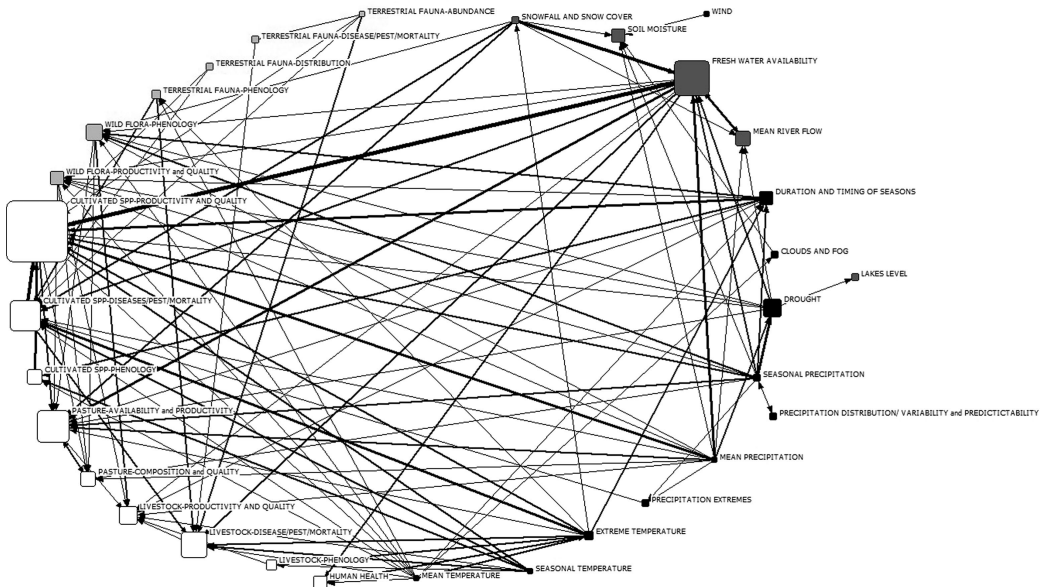 TERRESTRIAL FAUNA-ABUNDANCE
SNOWFALL AND SNOW COVER
WIND
SOIL MOISTURE
TERRESTRIAL FAUNA-DISEASE/PEST/MORTALITY
TERRESTRIAL FAUNA-DISTRIBUTION
FRESH WATER AVAILABILITY
TERRESTRIAL FAUNA-PHENOLOGY
WILD FLORA-PHENOLOGY
MEAN RIVER FLOW
WILD FLORA-PRODUCTIVITY and QUALITY
DURATION AND TIMING OF SEASONS
CULTIVATED SPP-PRODUCTIVITY AND QUALITY
CLOUDS AND FOG
LAKES LEVEL
CULTIVATED SPP-DISEASES/PEST/MORTALITY
DROUGHT
CULTIVATED SPP-PHENOLOGY
SEASONAL PRECIPITATION
PASTURE-AVAILABILITY and PRODUCTIVITY
PRECIPITATION DISTRIBUTION/ VARIABILITY and PREDICTICTABILITY
MEAN PRECIPITATION
PASTURE-COMPOSITION and QUALITY
PRECIPITATION EXTREMES
LIVESTOCK-PRODUCTIVITY AND QUALITY
LIVESTOCK-DISEASE/PEST/MORTALITY
EXTREME TEMPERATURE
LIVESTOCK-PHENOLOGY
SEASONAL TEMPERATURE
HUMAN HEALTH
MEAN TEMPERATURE